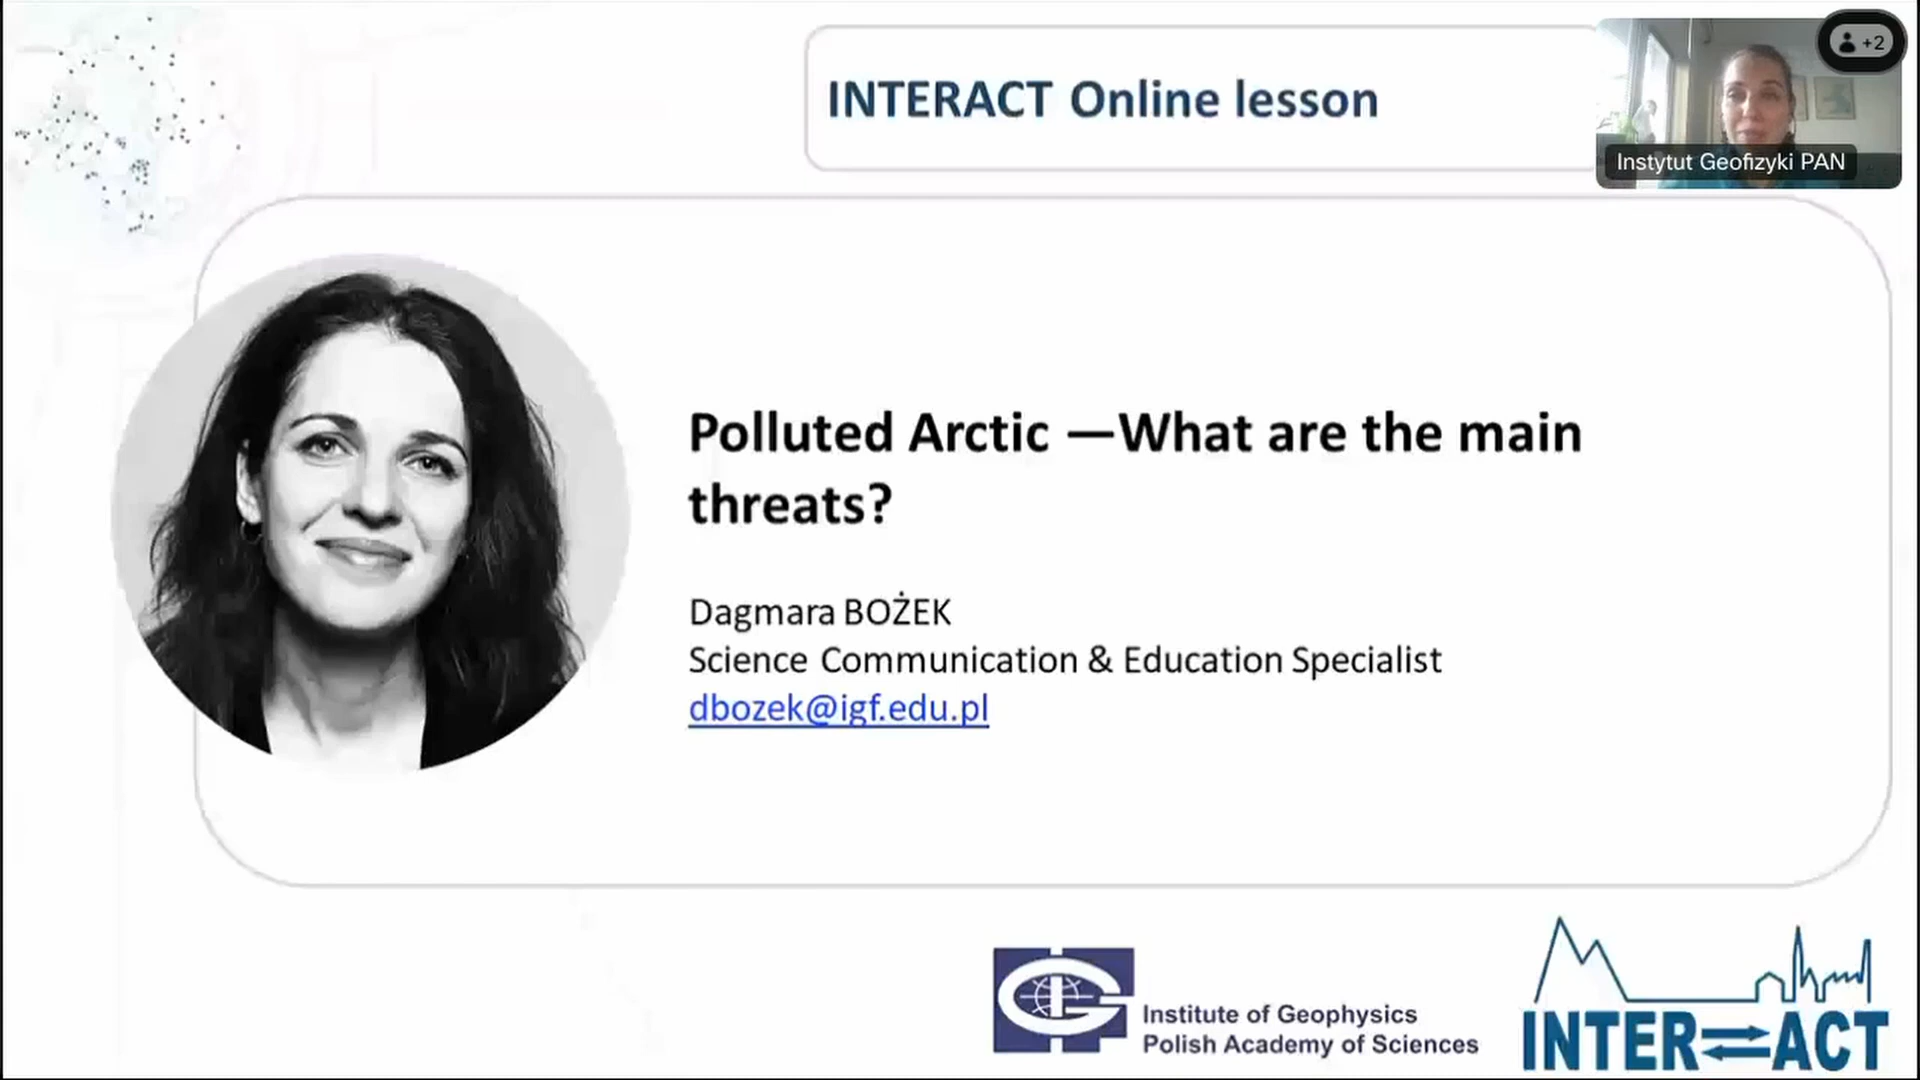 INTERACT Online lesson
+2
Instytut Geofizyki PAN
Polluted Arctic —What are the main
threats?
Dagmara BOŻEK
Science Communication & Education Specialist
dbozek@igf.edu.pl
Institute of Geophysics
Polish Academy of Sciences
INTER⇄ACT